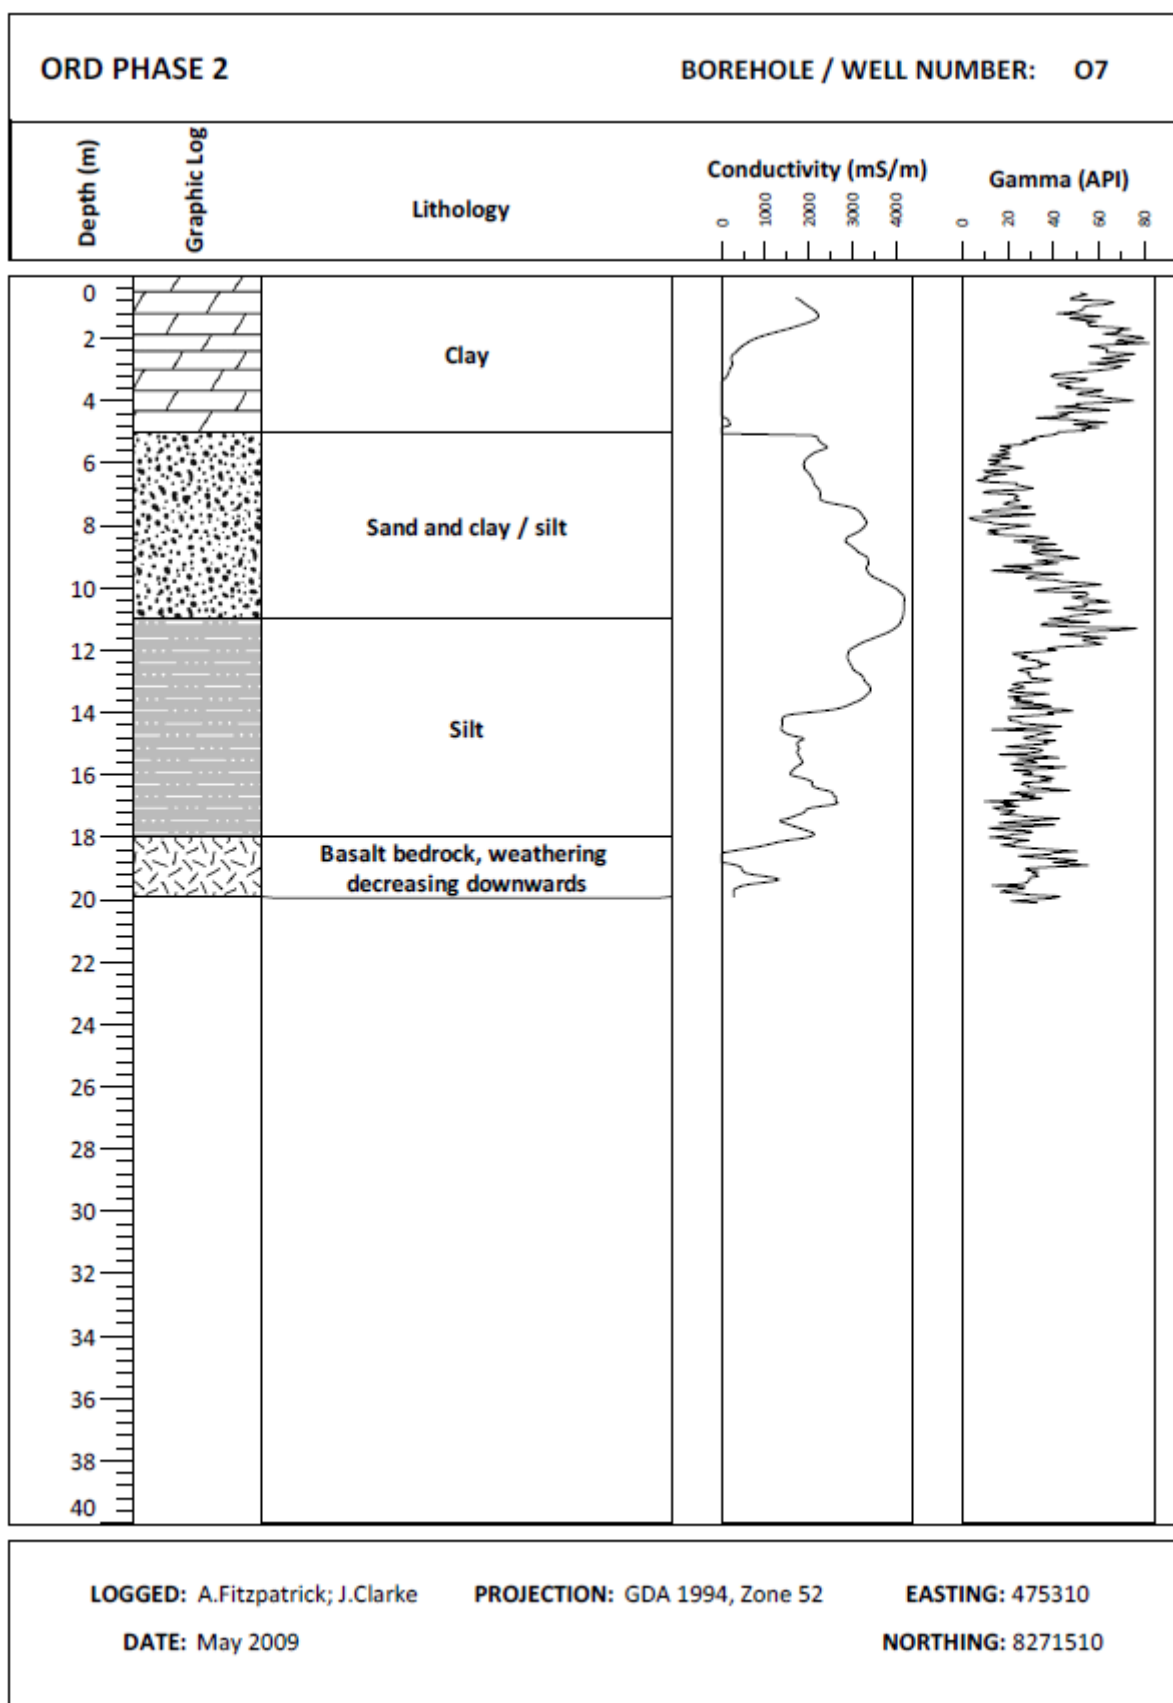 ORD PHASE 2 BOREHOLE / WELL NUMBER: O7
Depth (m) Graphic Log Lithology Conductivity (mS/m) Gamma (API)
0 1000 2000 3000 4000 0 20 40 60 80
0
2
Clay
4
6
8 Sand and clay / silt
10
12
14 Silt
16
18
Basalt bedrock, weathering
decreasing downwards
20
22
24
26
28
30
32
34
36
38
40
LOGGED: A.Fitzpatrick; J.Clarke PROJECTION: GDA 1994, Zone 52 EASTING: 475310
DATE: May 2009 NORTHING: 8271510